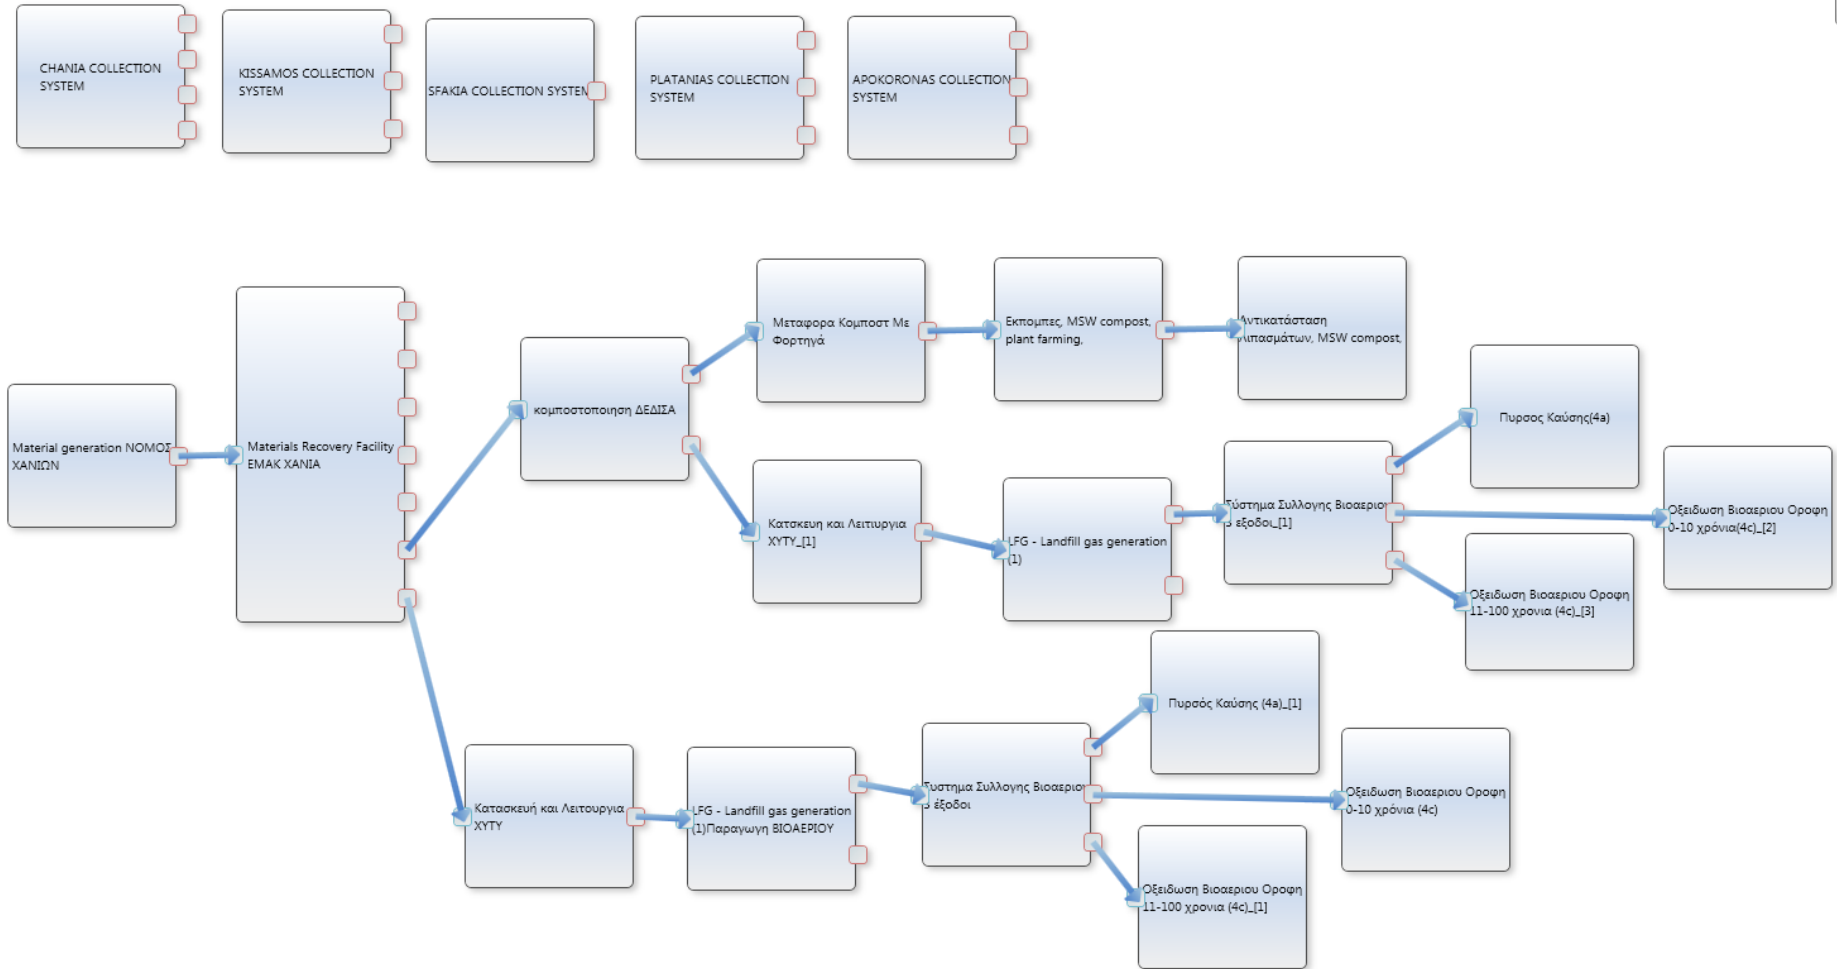 CHANIA COLLECTION
SYSTEM
KISSAMOS COLLECTION
SYSTEM
SFAKIA COLLECTION SYSTEM
PLATANIAS COLLECTION
SYSTEM
APOKORONAS COLLECTION
SYSTEM
Material generation ΝΟΜΟΣ
ΧΑΝΙΩΝ
Materials Recovery Facility
ΕΜΑΚ ΧΑΝΙΑ
κομποστοποιηση ΔΕΔΙΣΑ
Μεταφορα Κομποστ Με
Φορτηγά
Εκπομπες, MSW compost,
plant farming,
Αντικατάσταση
Λιπασμάτων, MSW compost,
Κατσκευη και Λειτιυργια
ΧΥΤΥ_[1]
LFG - Landfill gas generation
(1)
Σύστημα Συλλογης Βιοαεριου
3 εξοδοι_[1]
Πυρσος Καύσης(4a)
Οξειδωση Βιοαεριου Οροφη
0-10 χρόνια(4c)_[2]
Οξειδωση Βιοαεριου Οροφη
11-100 χρονια (4c)_[3]
Κατασκευή και Λειτουργια
ΧΥΤΥ
LFG - Landfill gas generation
(1)Παραγωγη ΒΙΟΑΕΡΙΟΥ
Συστημα Συλλογης Βιοαεριου
3 έξοδοι
Πυρσός Καύσης (4a)_[1]
Οξειδωση Βιοαεριου Οροφη
0-10 χρόνια (4c)
Οξειδωση Βιοαεριου Οροφη
11-100 χρονια (4c)_[1]